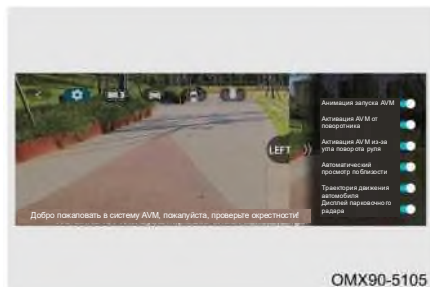 LEFT
Анимация запуска AVM
Активация AVM от
поворотника
Активация AVM из-за
угла поворота руля
Автоматический
просмотр поблизости
Траектория движения
автомобиля
Дисплей парковочного
радара
Добро пожаловать в систему AVM, пожалуйста, проверьте окрестности!
OMX90-5105